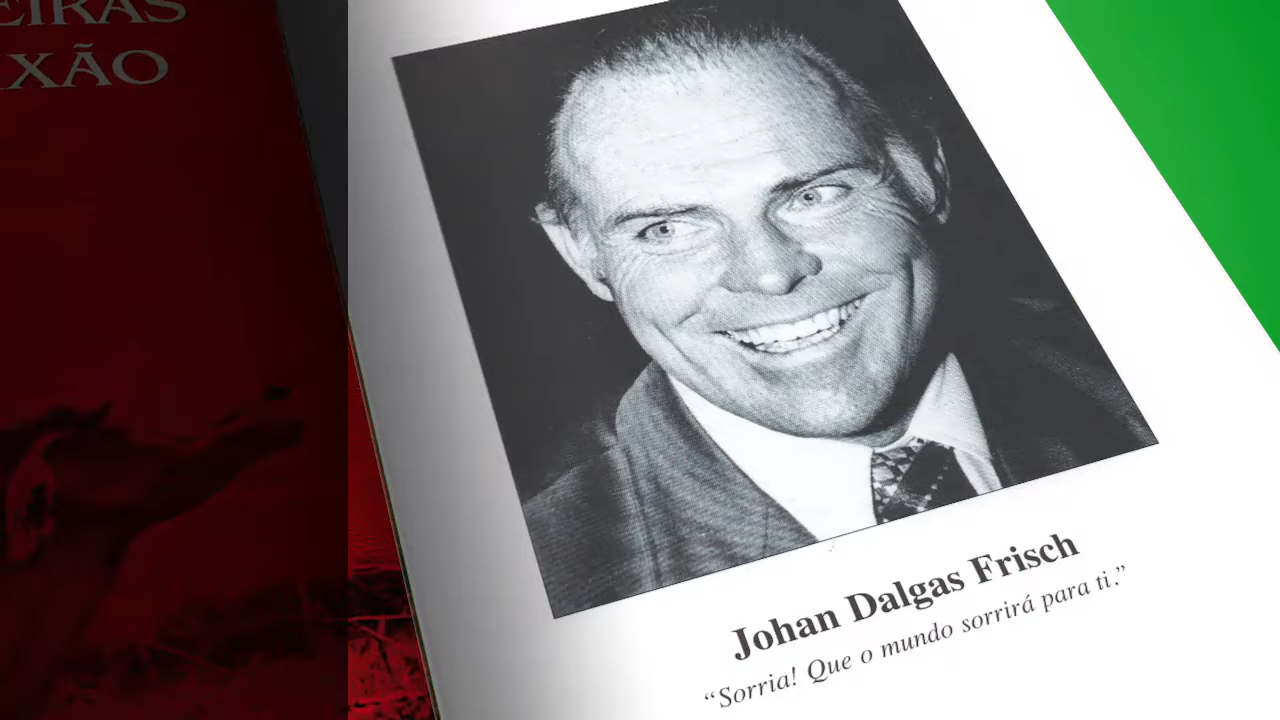 EIRAS
XÃO
Johan Dalgas Frisch
“Sorria! Que o mundo sorrirá para ti.”